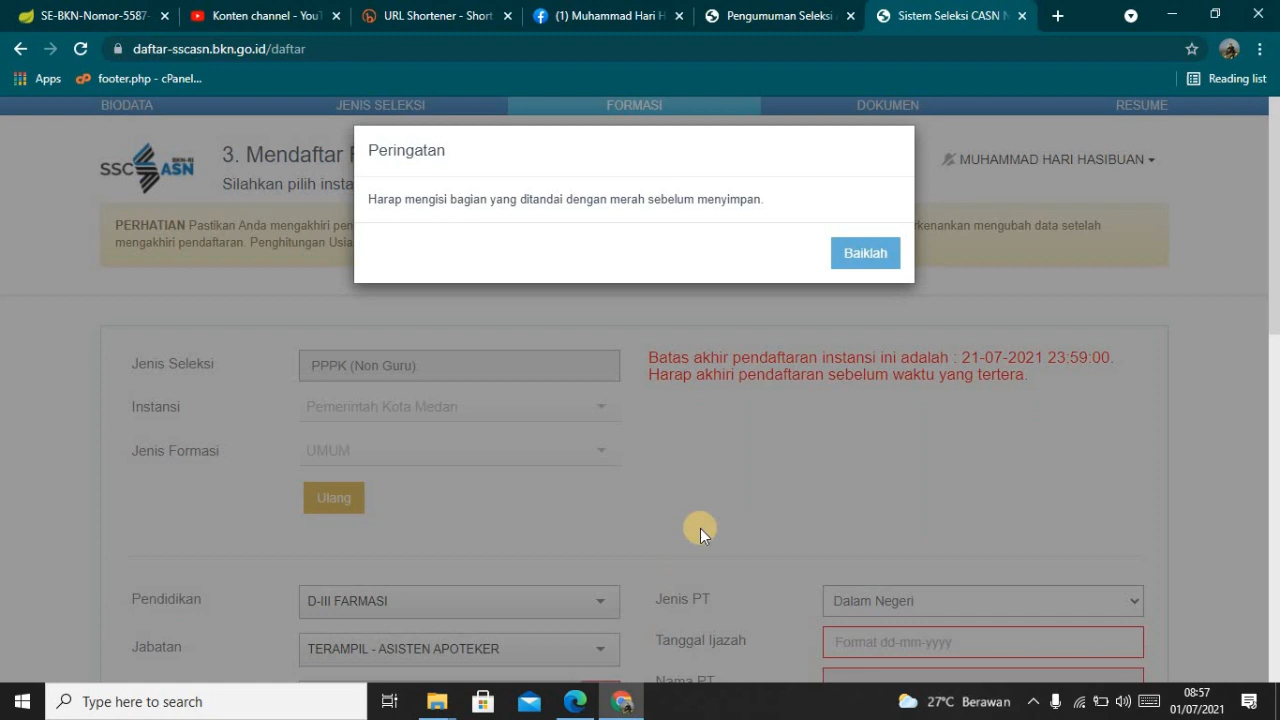 SE-BKN-Nomor-5587-
Konten channel - YouT
URL Shortener - Short
(1) Muhammad Hari H
Pengumuman Seleksi
Sistem Seleksi CASN N
daftar-sscasn.bkn.go.id/daftar
Apps
footer.php - cPanel...
Reading list
BIODATA
JENIS SELEKSI
FORMASI
DOKUMEN
RESUME
SSC ASN
BKN-RI
3. Mendaftar
Silahkan pilih insta
MUHAMMAD HARI HASIBUAN
Peringatan
Harap mengisi bagian yang ditandai dengan merah sebelum menyimpan.
Baiklah
PERHATIAN Pastikan Anda mengakhiri pen
kenankan mengubah data setelah
mengakhiri pendaftaran. Penghitungan Usia
Jenis Seleksi
PPPK (Non Guru)
Batas akhir pendaftaran instansi ini adalah : 21-07-2021 23:59:00.
Harap akhiri pendaftaran sebelum waktu yang tertera.
Instansi
Pemerintah Kota Medan
Jenis Formasi
UMUM
Ulang
Pendidikan
D-III FARMASI
Jenis PT
Dalam Negeri
Jabatan
TERAMPIL - ASISTEN APOTEKER
Tanggal Ijazah
Format dd-mm-yyyy
Nama PT
Type here to search
27°C Berawan
08:57
01/07/2021